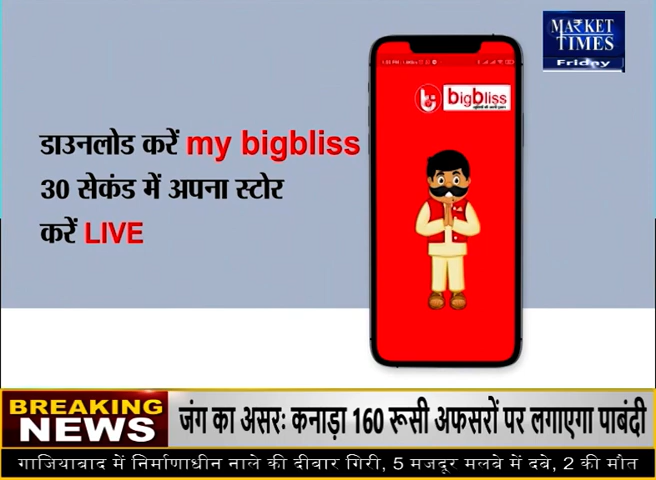 MARKET
TIMES
Friday
bigbliss
डाउनलोड करें my bigbliss
30 सेकंड में अपना स्टोर
करें LIVE
BREAKING
NEWS
जंग का असरः कनाड़ा 160 रूसी अफसरों पर लगाएगा पाबंदी
गाजियाबाद में निर्माणाधीन नाले की दीवार गिरी, 5 मजदूर मलबे में दबे, 2 की मौत